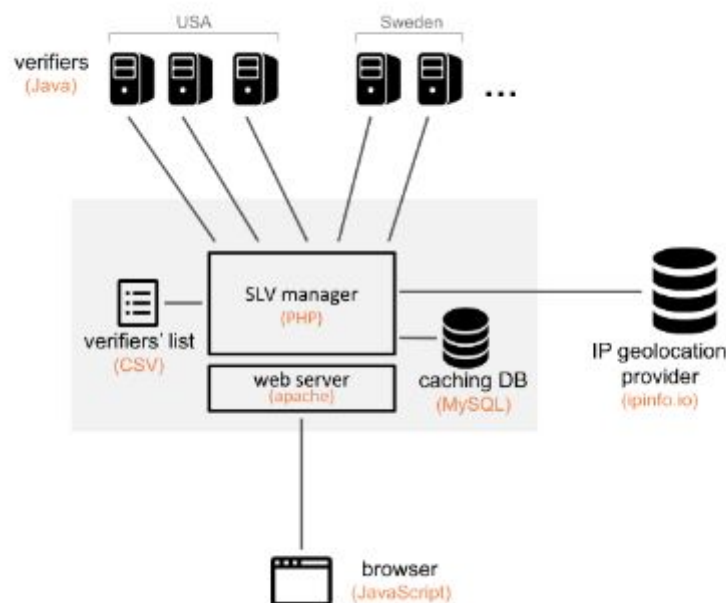 USA
Sweden
verifiers
(Java)
...
SLV manager
(PHP)
verifiers' list
(CSV)
web server
(apache)
caching DB
(MySQL)
IP geolocation
provider
(ipinfo.io)
browser
(JavaScript)